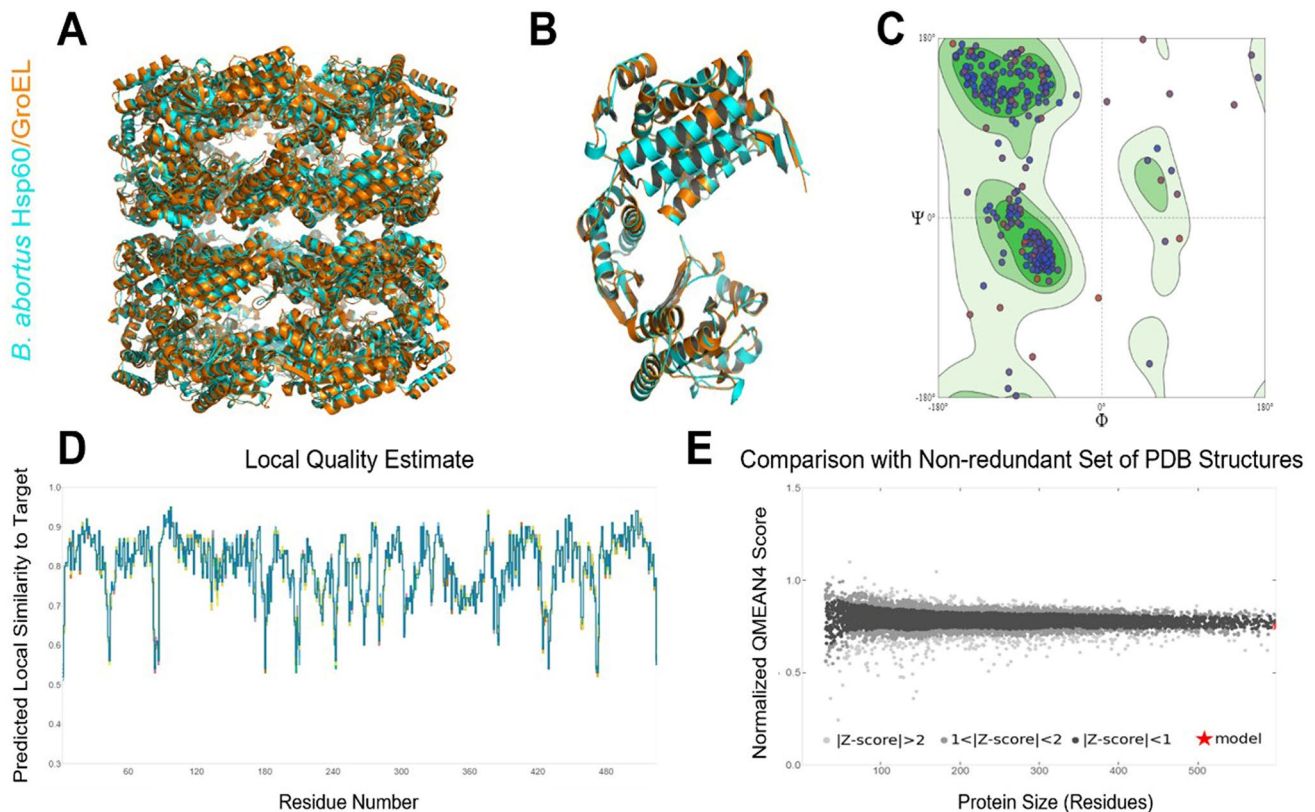 A
B
C
B. abortus Hsp60/GroEL
180°
Ψ 0°
-180°
-180°
0°
180°
Φ
D
Local Quality Estimate
Predicted Local Similarity to Target
1.0
0.9
0.8
0.7
0.6
0.5
0.4
0.3
60
120
180
240
300
360
420
480
Residue Number
E
Comparison with Non-redundant Set of PDB Structures
Normalized QMEAN4 Score
1.5
1.0
0.5
0.0
|Z-score|>2
1<|Z-score|<2
|Z-score|<1
model
100
200
300
400
500
Protein Size (Residues)